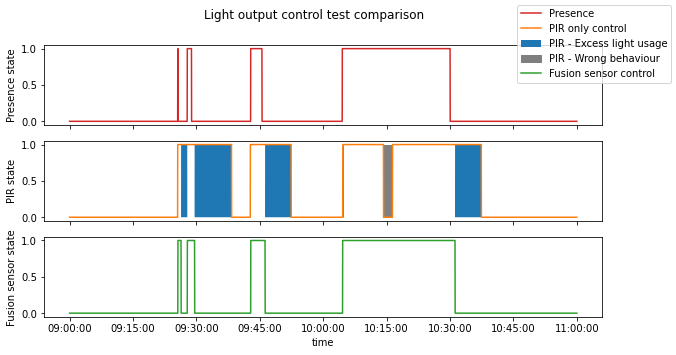 Light output control test comparison
Presence
PIR only control
PIR - Excess light usage
PIR - Wrong behaviour
Fusion sensor control
Presence state
1.0
0.5
0.0
PIR state
1.0
0.5
0.0
Fusion sensor state
1.0
0.5
0.0
09:00:00 09:15:00 09:30:00 09:45:00 10:00:00 10:15:00 10:30:00 10:45:00 11:00:00
time